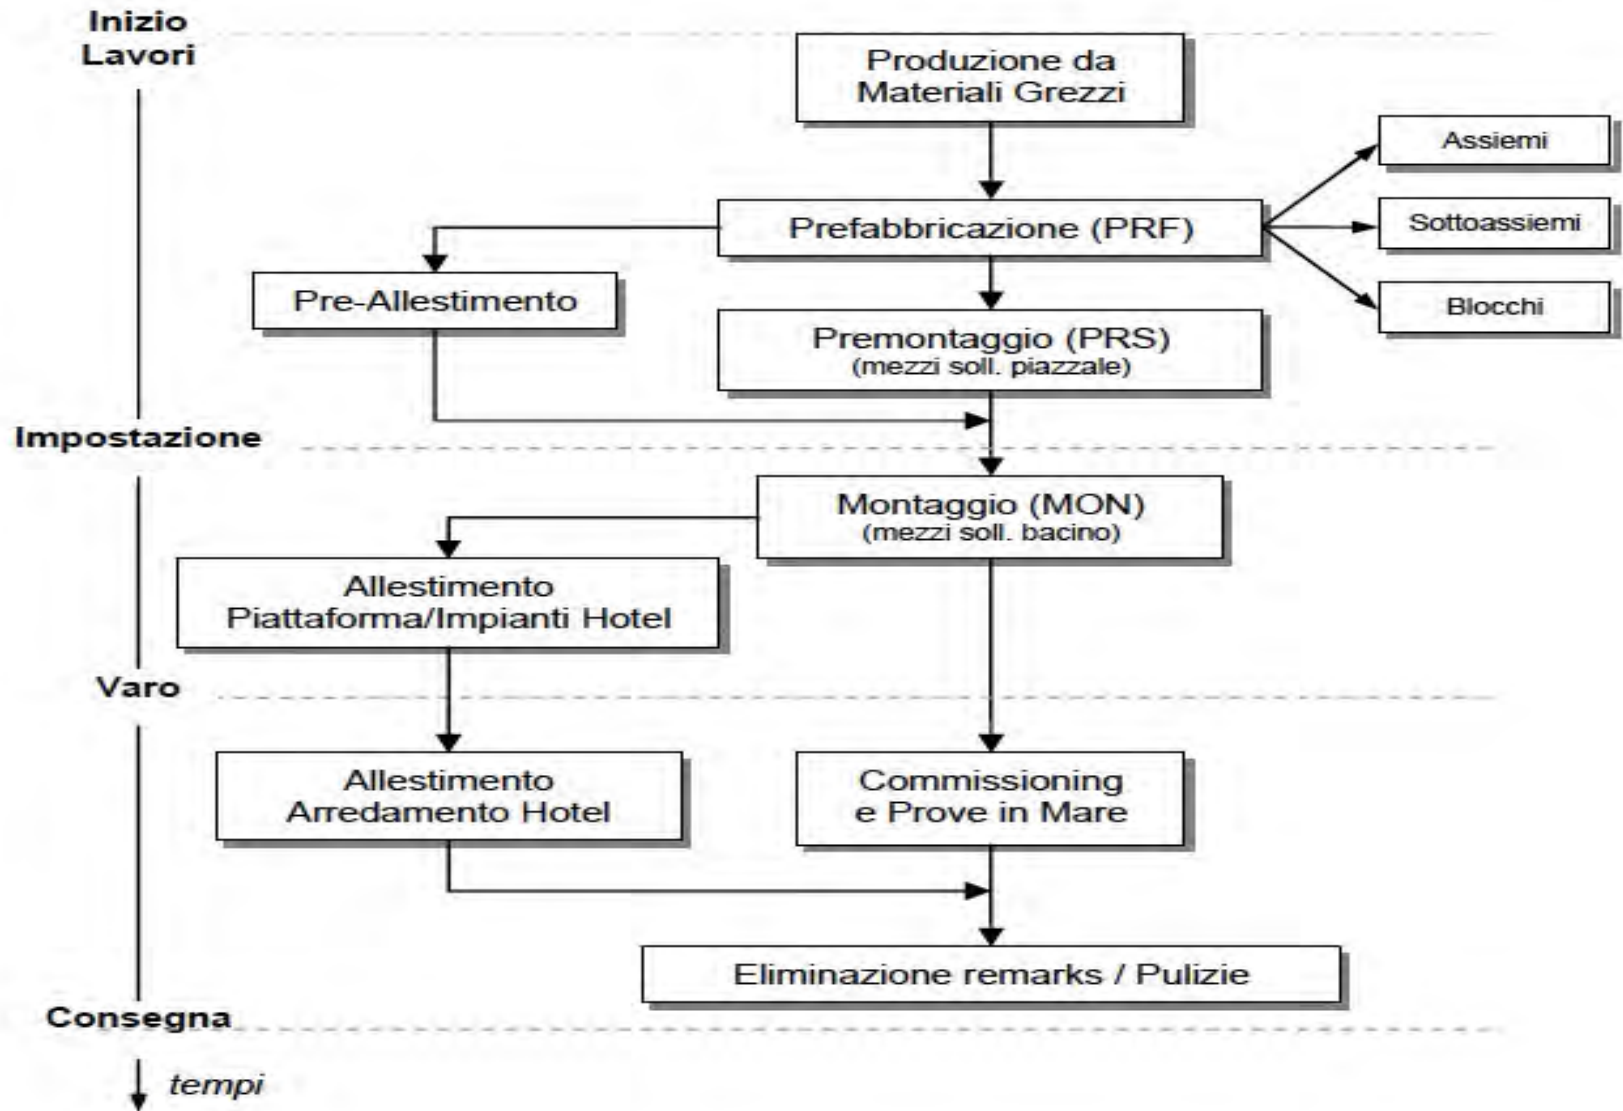 Inizio
Lavori
Produzione da
Materiali Grezzi
Assiemi
Prefabbricazione (PRF)
Sottoassiemi
Pre-Allestimento
Blocchi
Premontaggio (PRS)
(mezzi soll. piazzale)
Impostazione
Montaggio (MON)
(mezzi soll. bacino)
Allestimento
Piattaforma/Impianti Hotel
Varo
Allestimento
Arredamento Hotel
Commissioning
e Prove in Mare
Eliminazione remarks / Pulizie
Consegna
tempi